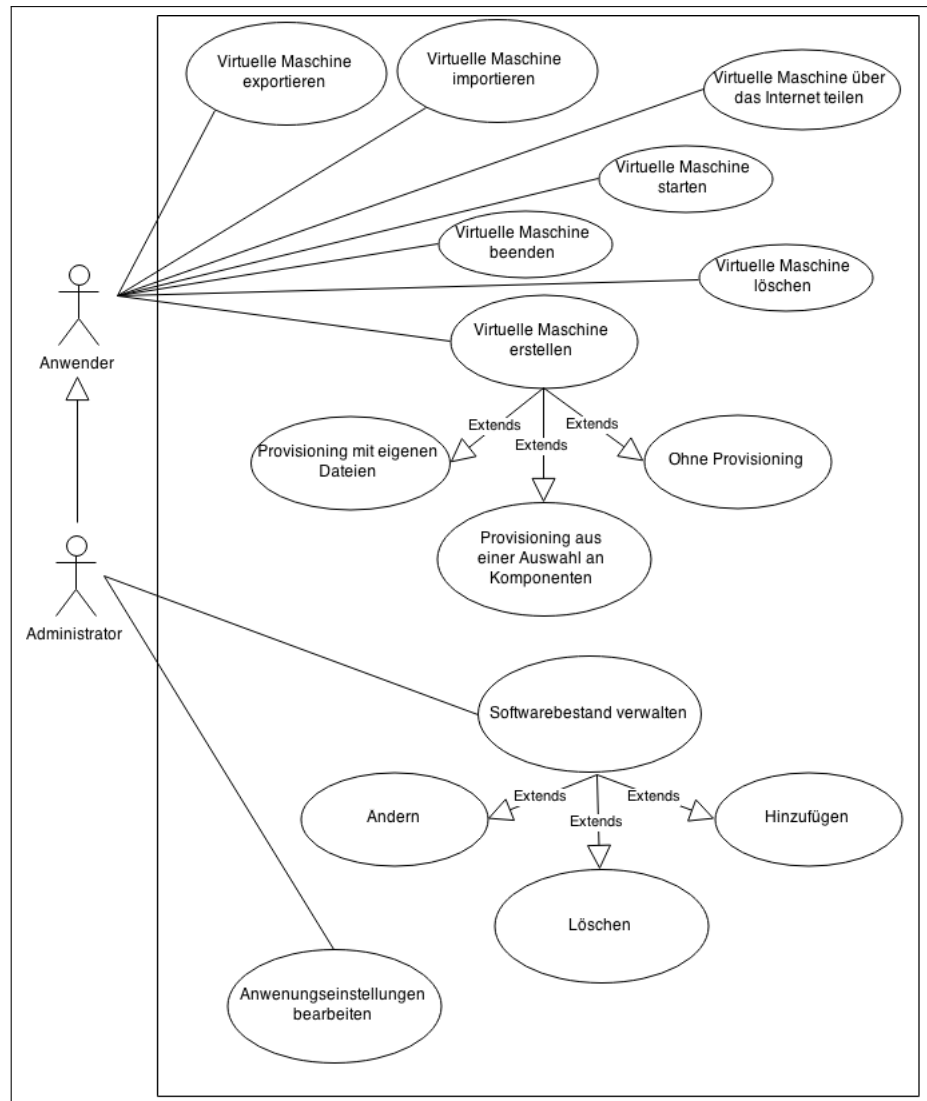 Virtuelle Maschine
exportieren
Virtuelle Maschine
importieren
Virtuelle Maschine über
das Internet teilen
Virtuelle Maschine
starten
Virtuelle Maschine
beenden
Virtuelle Maschine
löschen
Anwender
Virtuelle Maschine
erstellen
Extends
Extends
Extends
Provisioning mit eigenen
Dateien
Ohne Provisioning
Provisioning aus
einer Auswahl an
Komponenten
Administrator
Softwarebestand verwalten
Extends
Extends
Extends
Ändern
Hinzufügen
Löschen
Anwenungseinstellungen
bearbeiten